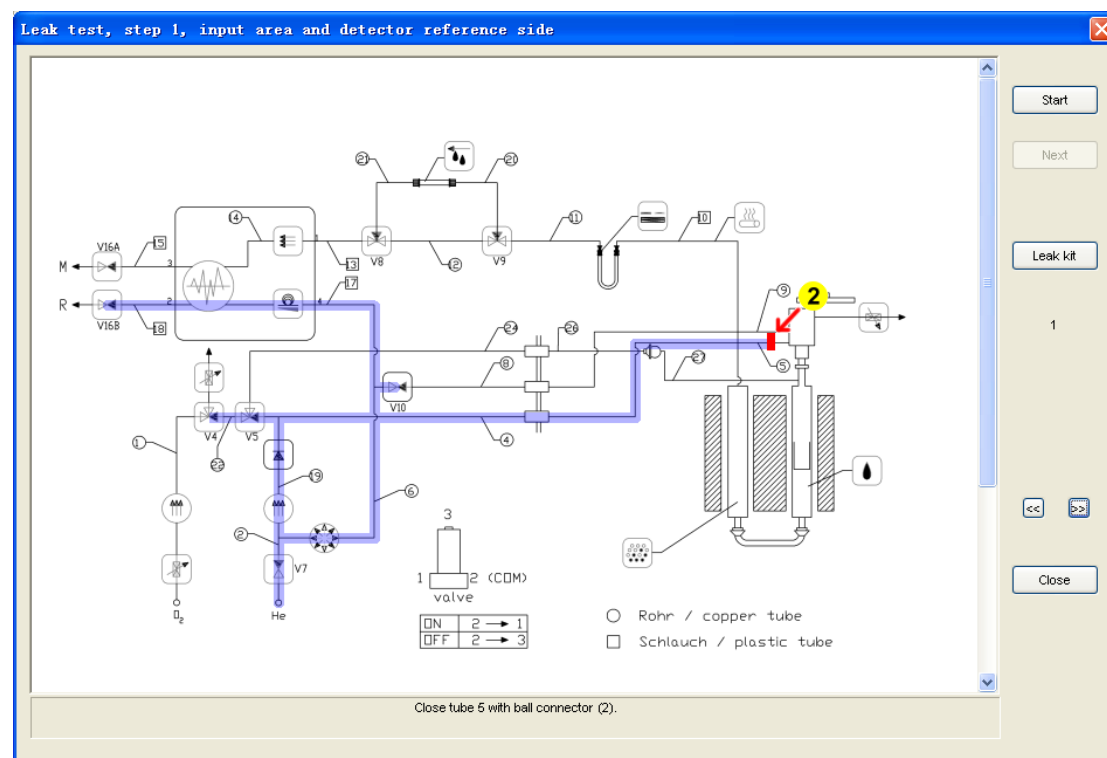 Leak test, step 1, input area and detector reference side
Start
Next
Leak kit
1
<<
>>
Close
21
20
14
11
10
V16A
15
3
1
13
V8
12
V9
M
R
2
4
17
V16B
18
9
2
24
26
5
8
27
V10
1
V4
V5
22
4
19
6
2
3
V7
1
2 (COM)
valve
O2
He
ON 2 → 1
OFF 2 → 3
Rohr / copper tube
Schlauch / plastic tube
Close tube 5 with ball connector (2).